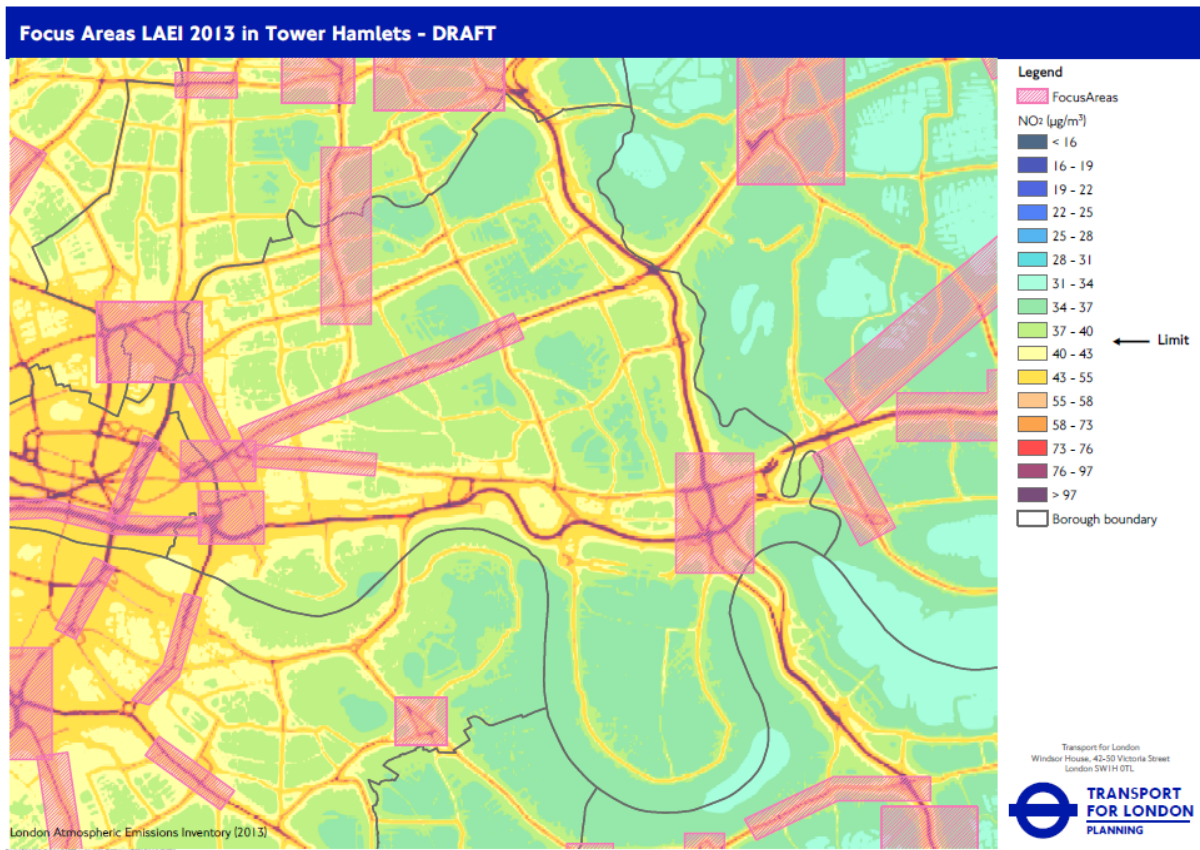 Focus Areas LAEI 2013 in Tower Hamlets - DRAFT
Legend
FocusAreas
NO2 (µg/m³)
< 16
16 - 19
19 - 22
22 - 25
25 - 28
28 - 31
31 - 34
34 - 37
37 - 40
Limit
40 - 43
43 - 55
55 - 58
58 - 73
73 - 76
76 - 97
> 97
Borough boundary
Transport for London
Windsor House, 42-50 Victoria Street
London SW1H 0TL
TRANSPORT
FOR LONDON
PLANNING
London Atmospheric Emissions Inventory (2013)